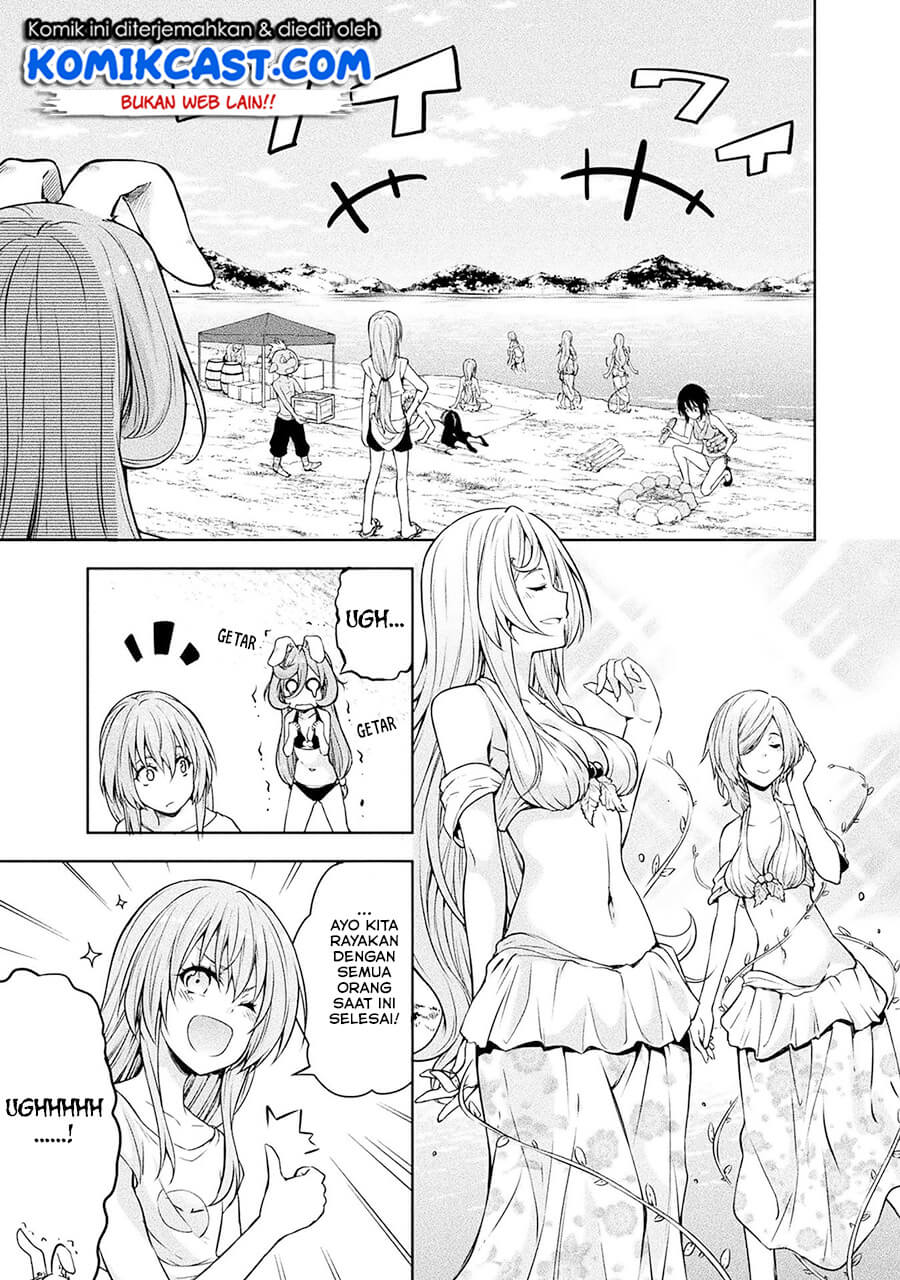 Komik ini diterjemahkan & diedit oleh
KOMIKCAST.COM
BUKAN WEB LAIN!!
ワイ
ワイ
UGH...
GETAR
GETAR
...
AYO KITA
RAYAKAN
DENGAN
SEMUA
ORANG
SAAT INI
SELESAI!
UGHHHHH
......!